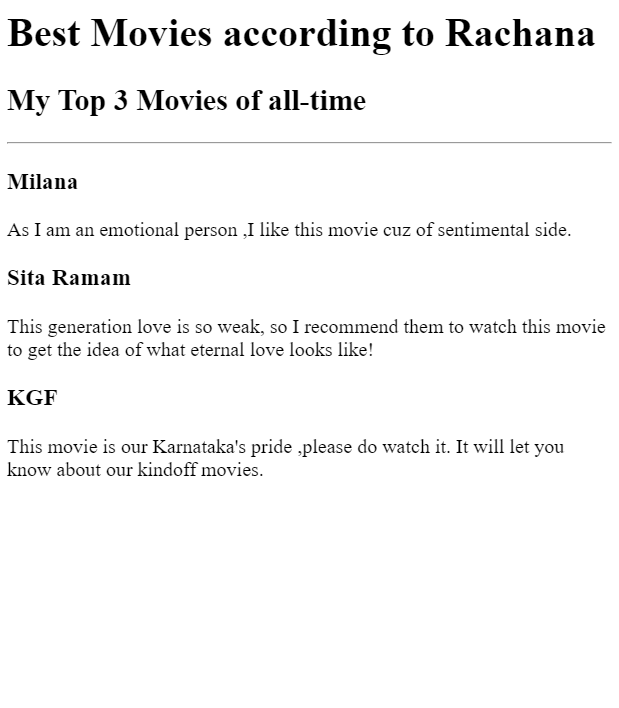 Best Movies according to Rachana
My Top 3 Movies of all-time
Milana
As I am an emotional person ,I like this movie cuz of sentimental side.
Sita Ramam
This generation love is so weak, so I recommend them to watch this movie
to get the idea of what eternal love looks like!
KGF
This movie is our Karnataka's pride ,please do watch it. It will let you
know about our kindoff movies.